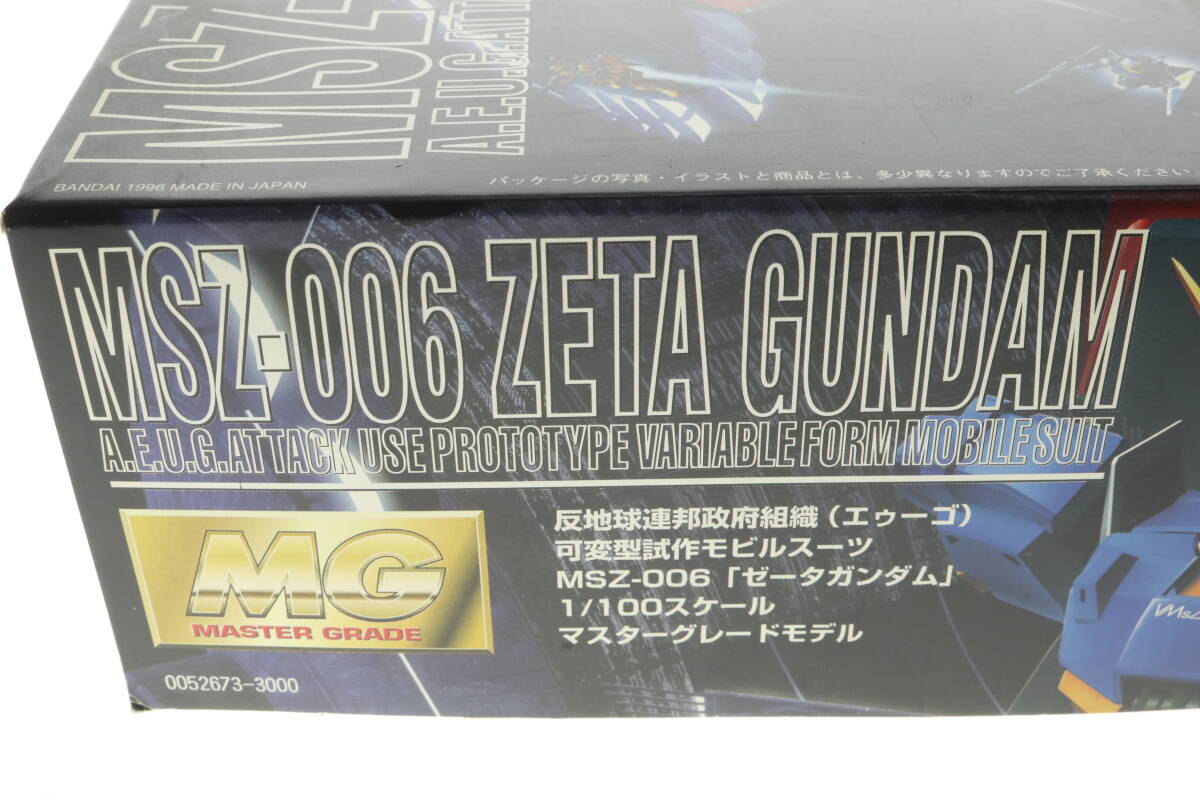 MSZ-
A.E.U.G.ATTA
BANDAI 1996 MADE IN JAPAN
パッケージの写真・イラストと商品とは、多少異なりますのでご了承ください。
MSZ-006 ZETA GUNDAM
A.E.U.G.ATTACK USE PROTOTYPE VARIABLE FORM MOBILE SUIT
MG
MASTER GRADE
反地球連邦政府組織（エゥーゴ）
可変型試作モビルスーツ
MSZ-006「ゼータガンダム」
1/100スケール
マスターグレードモデル
0052673-3000